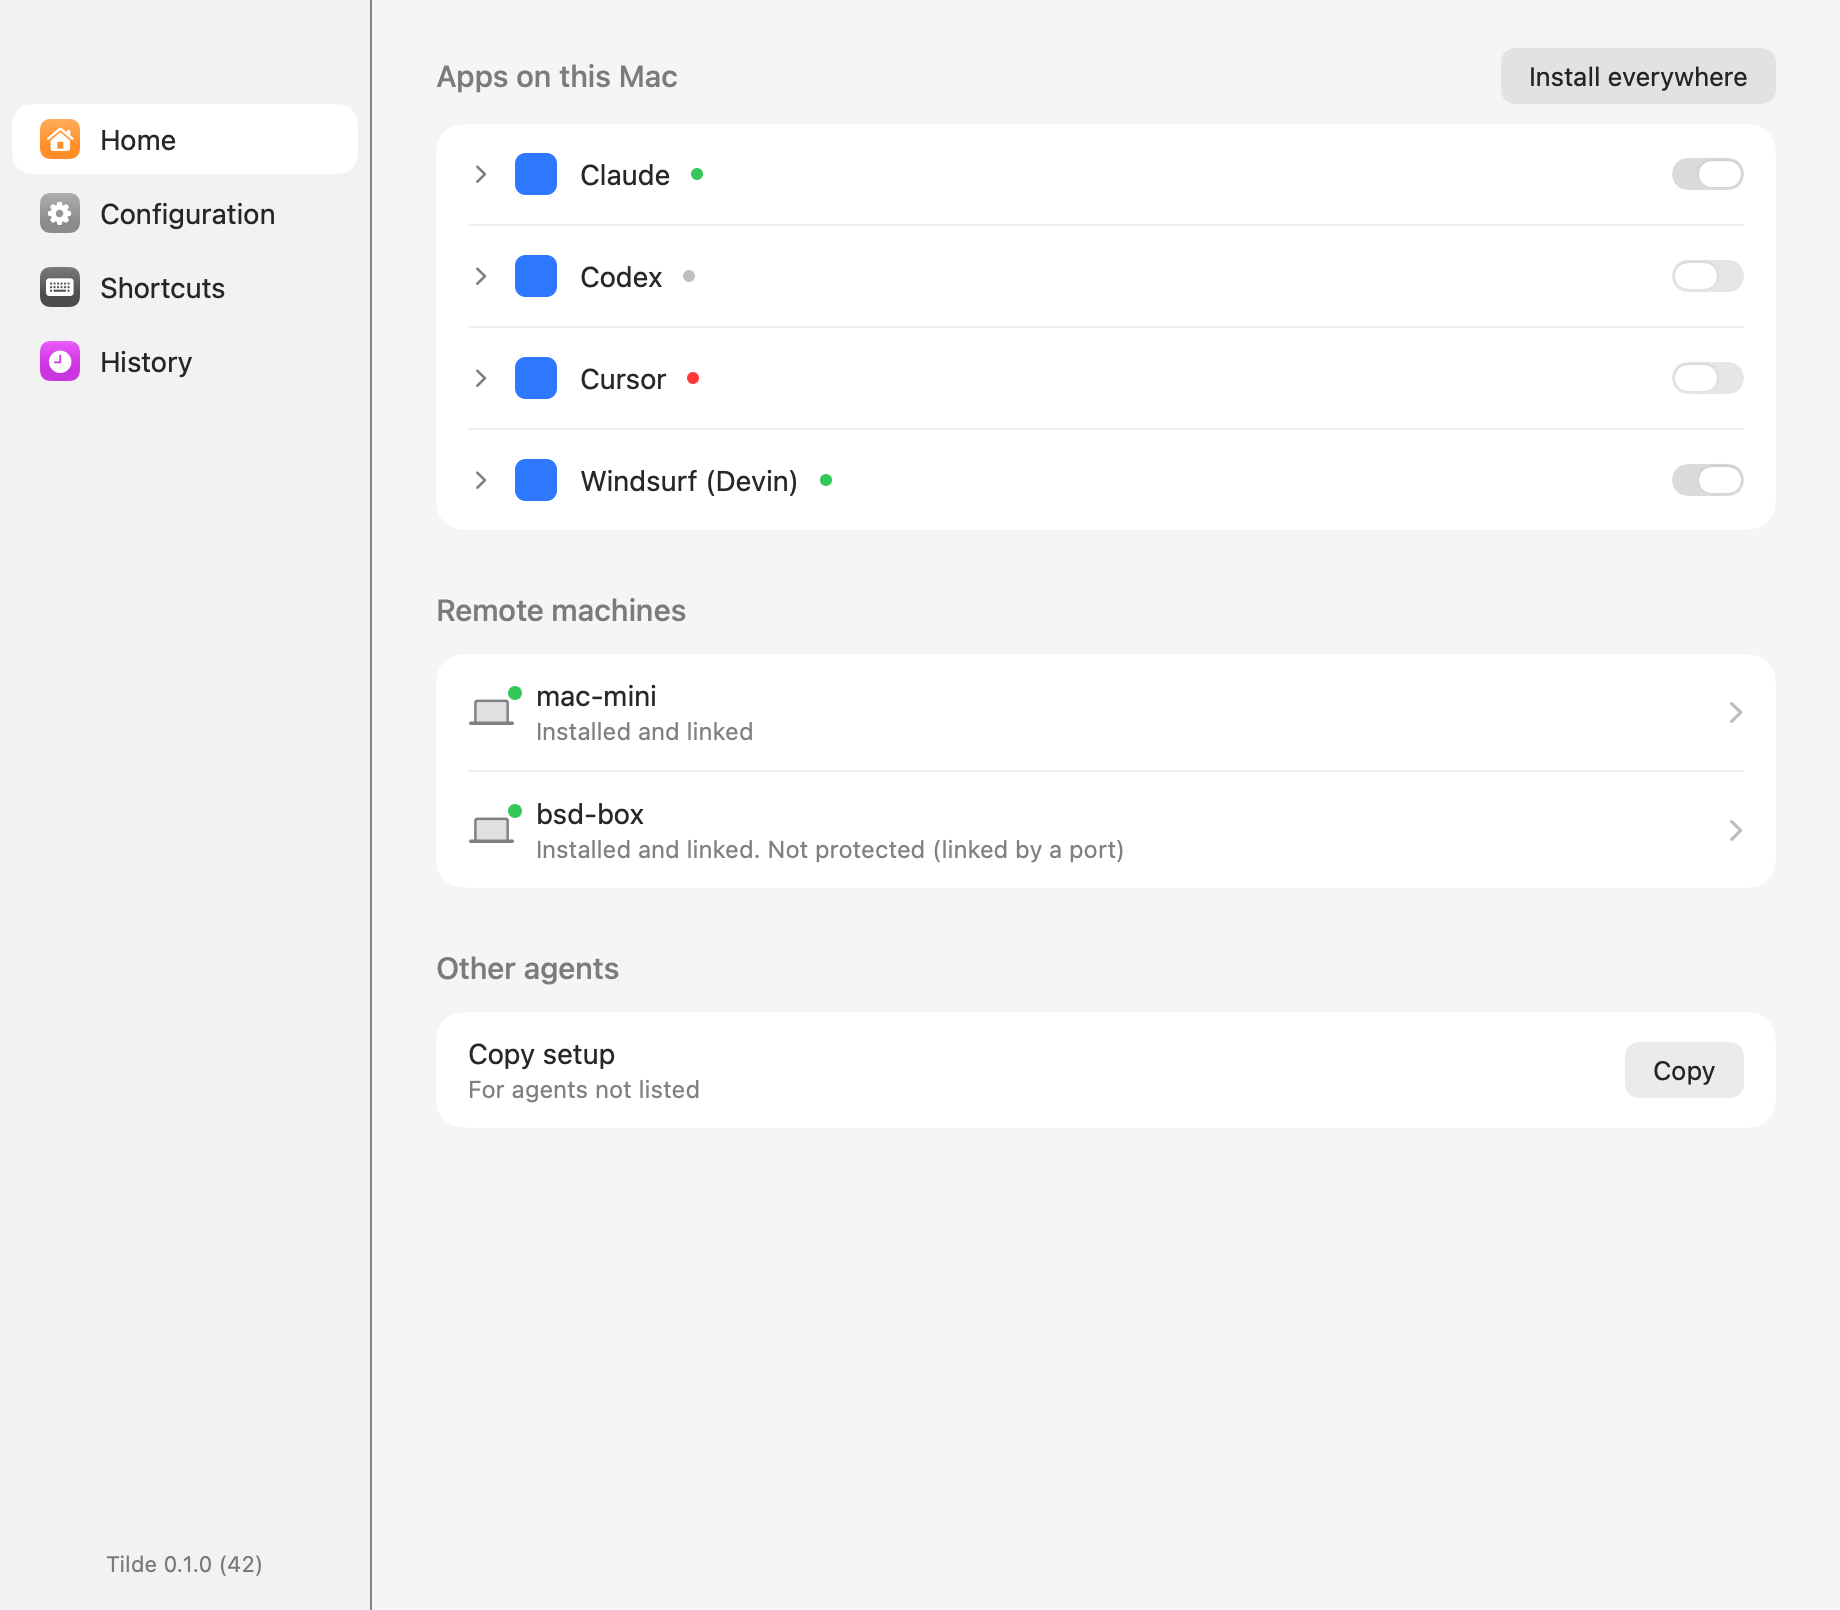 Home
Configuration
Shortcuts
History
Tilde 0.1.0 (42)
Apps on this Mac
Install everywhere
Claude
Codex
Cursor
Windsurf (Devin)
Remote machines
mac-mini
Installed and linked
bsd-box
Installed and linked. Not protected (linked by a port)
Other agents
Copy setup
For agents not listed
Copy